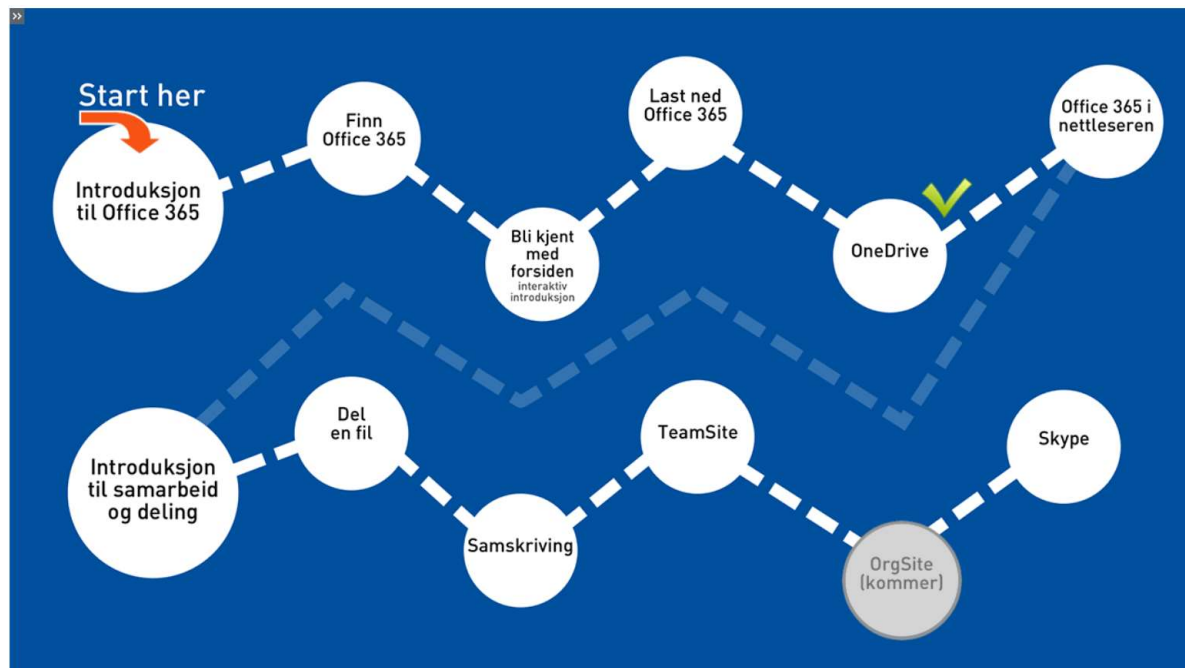 Start her
Introduksjon
til Office 365
Finn
Office 365
Bli kjent
med
forsiden
interaktiv
introduksjon
Last ned
Office 365
OneDrive
Office 365 i
nettleseren
Introduksjon
til samarbeid
og deling
Del
en fil
Samskriving
TeamSite
OrgSite
(kommer)
Skype